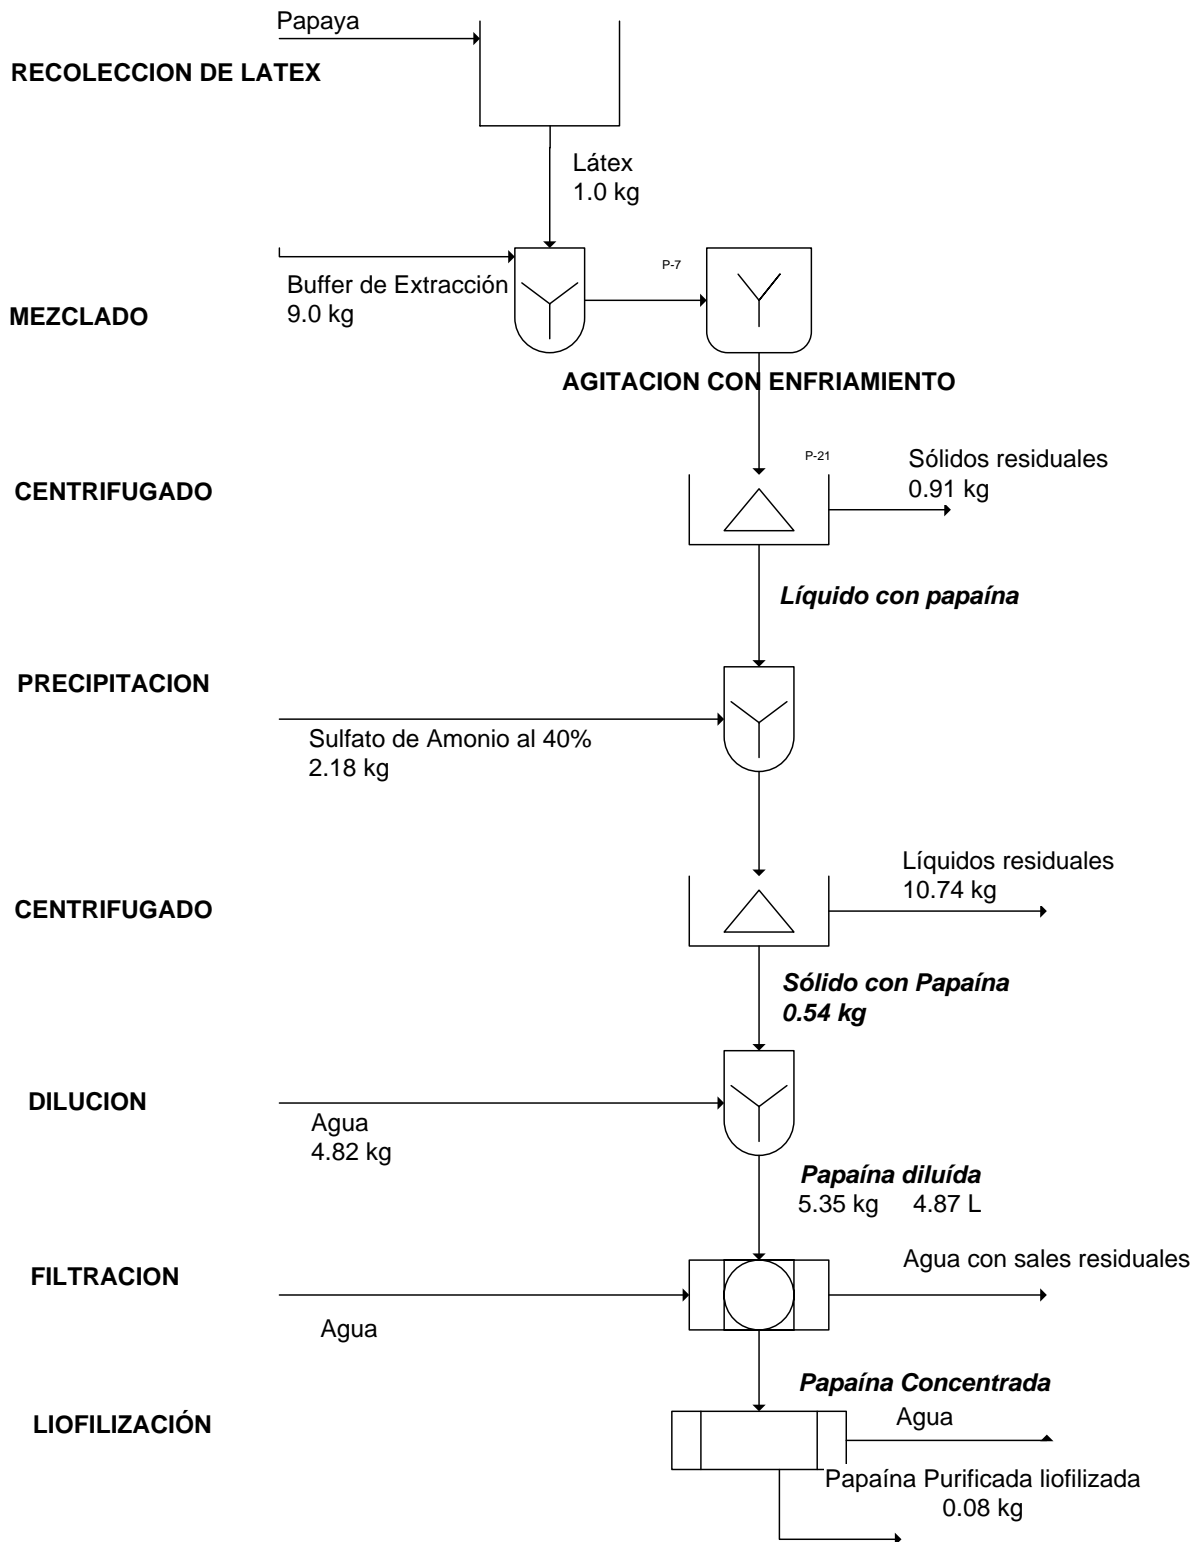 Papaya
RECOLECCION DE LATEX
Látex
1.0 kg
P-7
Buffer de Extracción
9.0 kg
MEZCLADO
AGITACION CON ENFRIAMIENTO
P-21
Sólidos residuales
0.91 kg
CENTRIFUGADO
Líquido con papaína
PRECIPITACION
Sulfato de Amonio al 40%
2.18 kg
Líquidos residuales
10.74 kg
CENTRIFUGADO
Sólido con Papaína
0.54 kg
DILUCION
Agua
4.82 kg
Papaína diluída
5.35 kg 4.87 L
Agua con sales residuales
FILTRACION
Agua
Papaína Concentrada
LIOFILIZACIÓN
Agua
Papaína Purificada liofilizada
0.08 kg